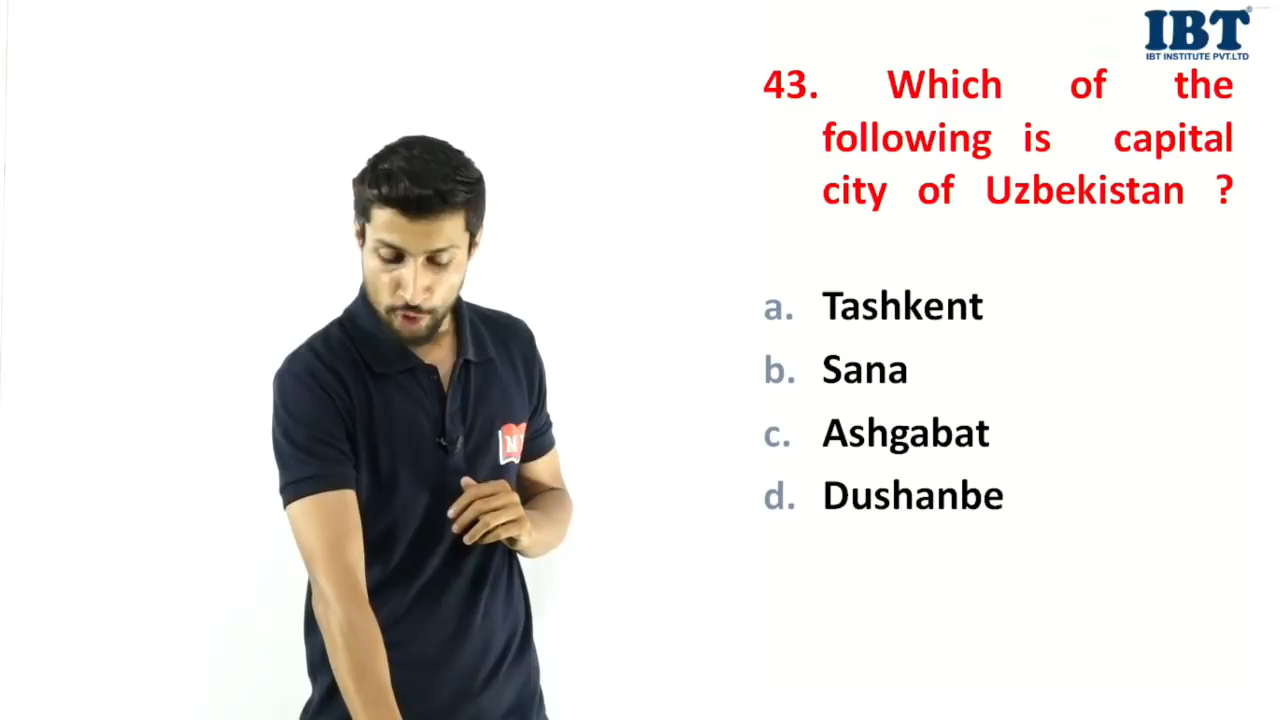 IBT
IBT INSTITUTE PVT.LTD
43. Which of the
following is capital
city of Uzbekistan ?
a. Tashkent
b. Sana
c. Ashgabat
d. Dushanbe